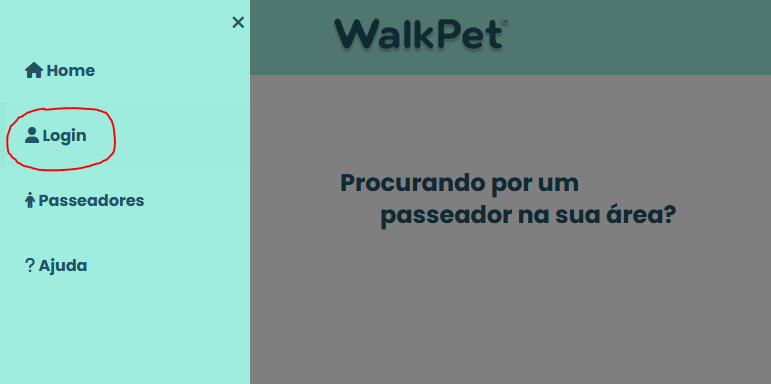 WalkPet
Home
Login
Passeadores
? Ajuda
Procurando por um
passeador na sua área?